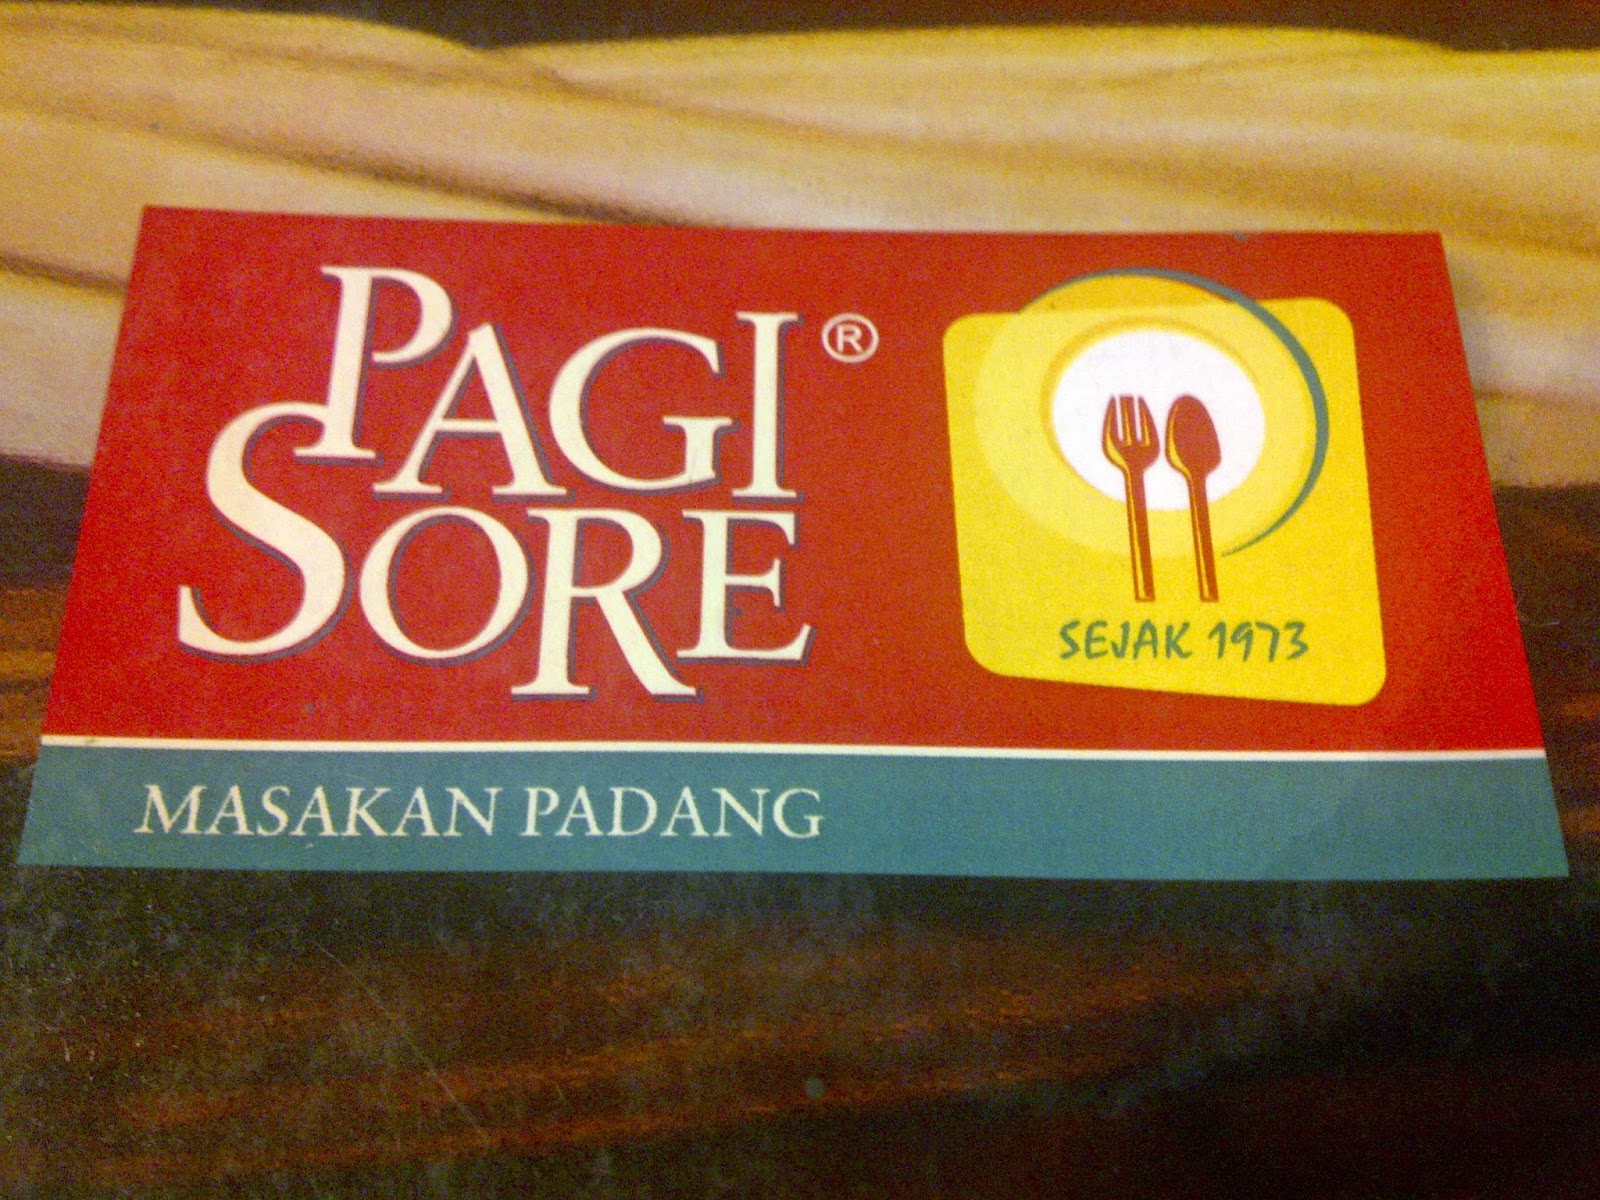 PAGI ®
SORE
SEJAK 1973
MASAKAN PADANG